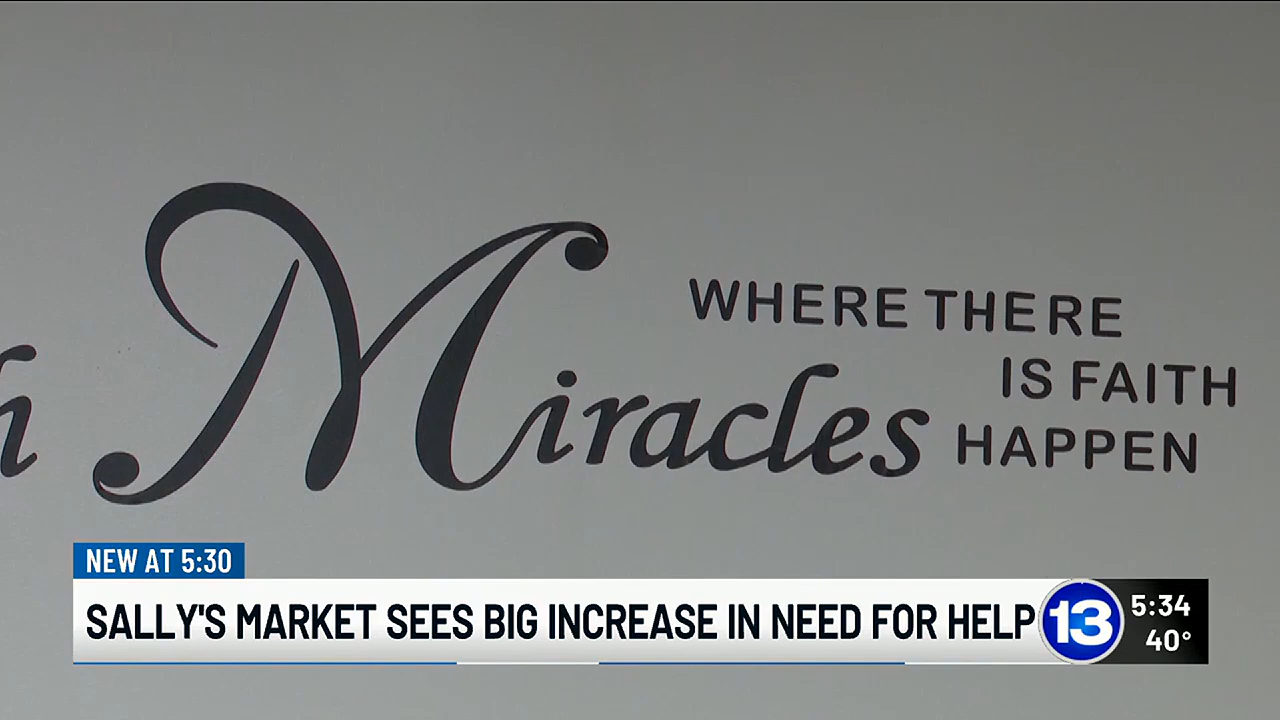 WHERE THERE
Miracles IS FAITH
HAPPEN
NEW AT 5:30
SALLY'S MARKET SEES BIG INCREASE IN NEED FOR HELP
13
5:34
40°